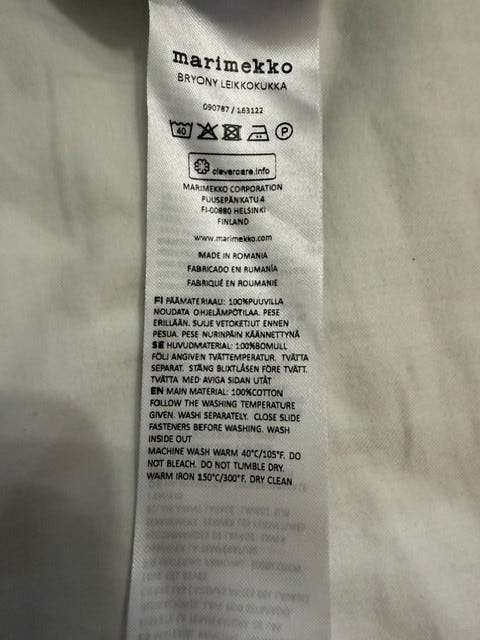 marimekko
BRYONY LEIKKOKUKKA
090787 / 163122
40 P
clevercare.info
MARIMEKKO CORPORATION
PUUSEPÄNKATU 4
FI-00880 HELSINKI
FINLAND
www.marimekko.com
MADE IN ROMANIA
FABRICADO EN RUMANÍA
FABRIQUÉ EN ROUMANIE
FI PÄÄMATERIAALI: 100%PUUVILLA
NOUDATA OHJELÄMPÖTILAA. PESE
ERILLÄÄN. SULJE VETOKETJUT ENNEN
PESUA. PESE NURINPÄIN KÄÄNNETTYNÄ
SE HUVUDMATERIAL: 100%BOMULL
FÖLJ ANGIVEN TVÄTTEMPERATUR. TVÄTTA
SEPARAT. STÄNG BLIXTLÅSEN FÖRE TVÄTT.
TVÄTTA MED AVIGA SIDAN UTÅT
EN MAIN MATERIAL: 100%COTTON
FOLLOW THE WASHING TEMPERATURE
GIVEN. WASH SEPARATELY. CLOSE SLIDE
FASTENERS BEFORE WASHING. WASH
INSIDE OUT
MACHINE WASH WARM 40°C/105°F. DO
NOT BLEACH. DO NOT TUMBLE DRY.
WARM IRON 150°C/300°F. DRY CLEAN